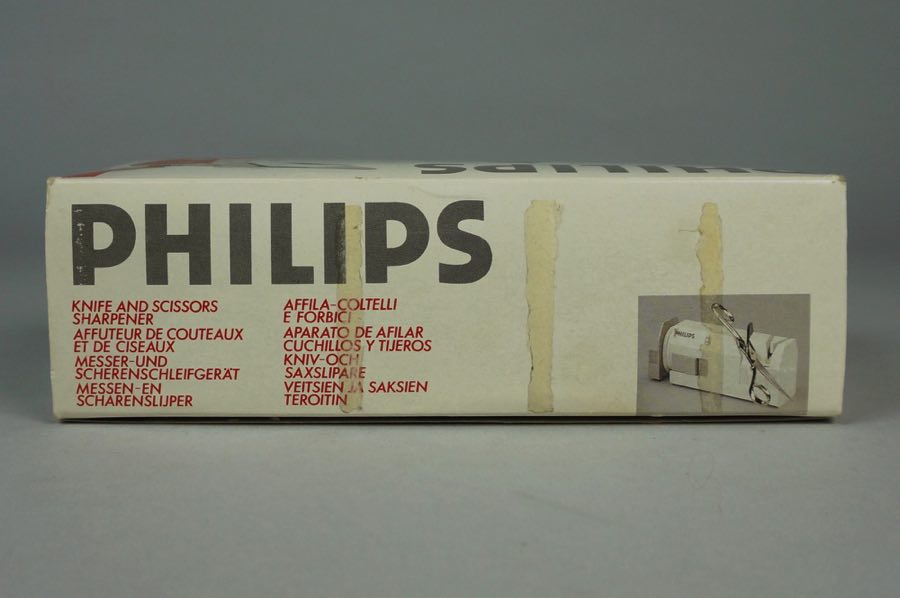 PHILIPS
PHILIPS
KNIFE AND SCISSORS
SHARPENER
AFFUTEUR DE COUTEAUX
ET DE CISEAUX
MESSER-UND
SCHERENSCHLEIFGERÄT
MESSEN-EN
SCHARENSLIJPER
AFFILA-COLTELLI
E FORBICI
APARATO DE AFILAR
CUCHILLOS Y TIJEROS
KNIV-OCH
SAXSLIPARE
VEITSIEN JA SAKSIEN
TEROITIN
PHILIPS